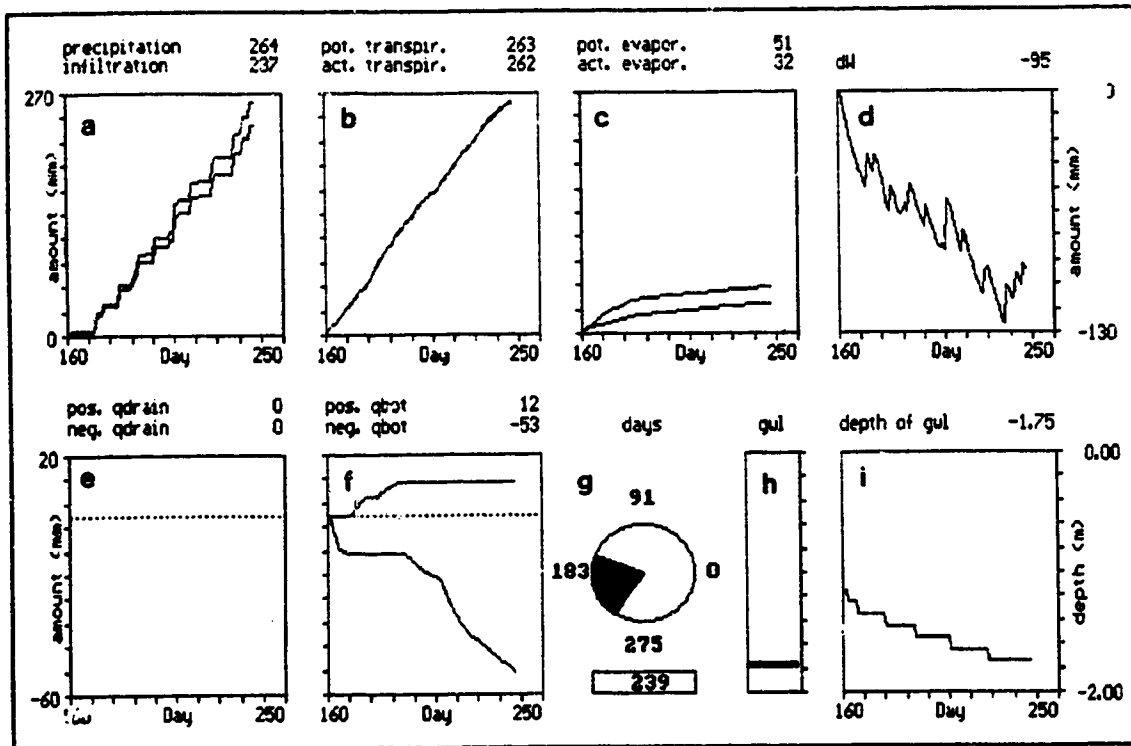 precipitation 264 pot. transpir. 263 pot. evapor. 51
infiltration 237 act. transpir. 262 act. evapor. 32 dW -95
270 a b c d 0
amount (mm) amount (mm)
0 -130
160 Day 250 160 Day 250 160 Day 250 160 Day 250
pos. qdrain 0 pos. qbot 12
neg. qdrain 0 neg. qbot -53 days gwl depth of gwl -1.75
20 e f g h i 0.00
91
amount (mm) 183 0 depth (m)
275
-60 239 -2.00
Day 250 160 Day 250 160 Day 250